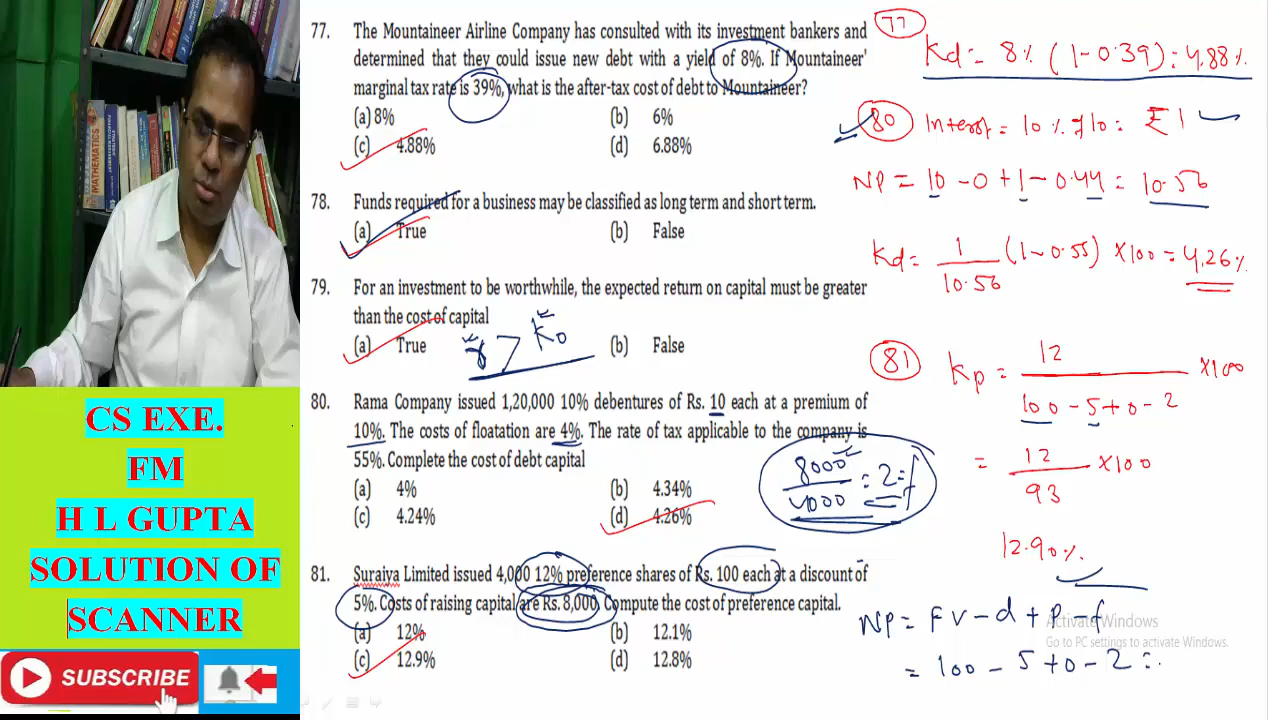 77. The Mountaineer Airline Company has consulted with its investment bankers and
determined that they could issue new debt with a yield of 8%. If Mountaineer'
marginal tax rate is 39%, what is the after-tax cost of debt to Mountaineer?
(a) 8% (b) 6%
(c) 4.88% (d) 6.88%
78. Funds required for a business may be classified as long term and short term.
(a) True (b) False
79. For an investment to be worthwhile, the expected return on capital must be greater
than the cost of capital
(a) True (b) False
r > Ko
80. Rama Company issued 1,20,000 10% debentures of Rs. 10 each at a premium of
10%. The costs of floatation are 4%. The rate of tax applicable to the company is
55%. Complete the cost of debt capital
(a) 4% (b) 4.34%
(c) 4.24% (d) 4.26%
8000
4000 = 2 = f
81. Suraiya Limited issued 4,000 12% preference shares of Rs. 100 each at a discount of
5%. Costs of raising capital are Rs. 8,000. Compute the cost of preference capital.
(a) 12% (b) 12.1%
(c) 12.9% (d) 12.8%
77
Kd = 8% (1-0.39) = 4.88%
80 Interest = 10% of 10 = ₹1
NP = 10 - 0 + 1 - 0.44 = 10.56
Kd = 1
10.56 (1-0.55) ×100 = 4.26%
81
Kp = 12
100 - 5 + 0 - 2 ×100
= 12
93 ×100
12.90%
NP = FV - d + P - f
= 100 - 5 + 0 - 2 =
Activate Windows
Go to PC settings to activate Windows.
CS EXE.
FM
H L GUPTA
SOLUTION OF
SCANNER
SUBSCRIBE
MATHEMATICS